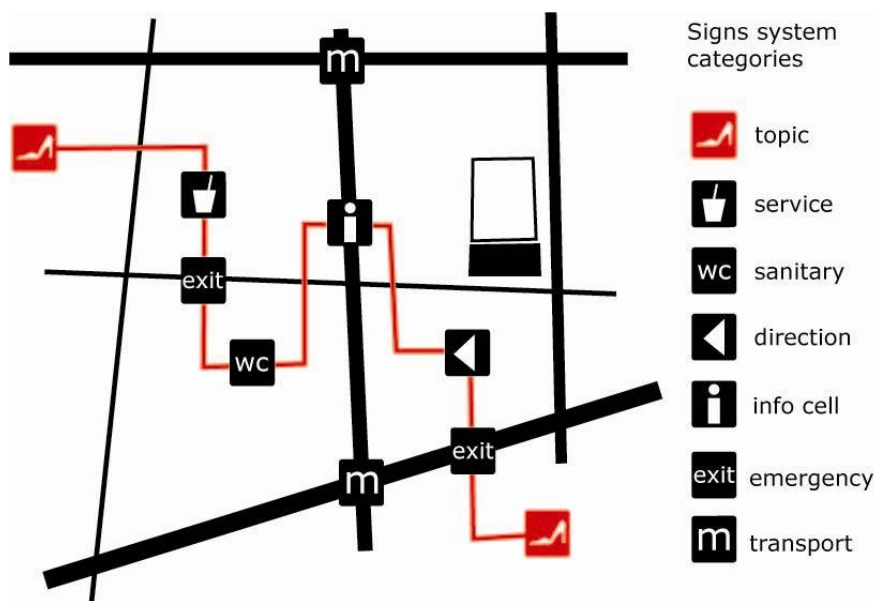 Signs system
categories
m
topic
service
exit
wc
wc sanitary
direction
i
i info cell
exit
exit emergency
m
m transport